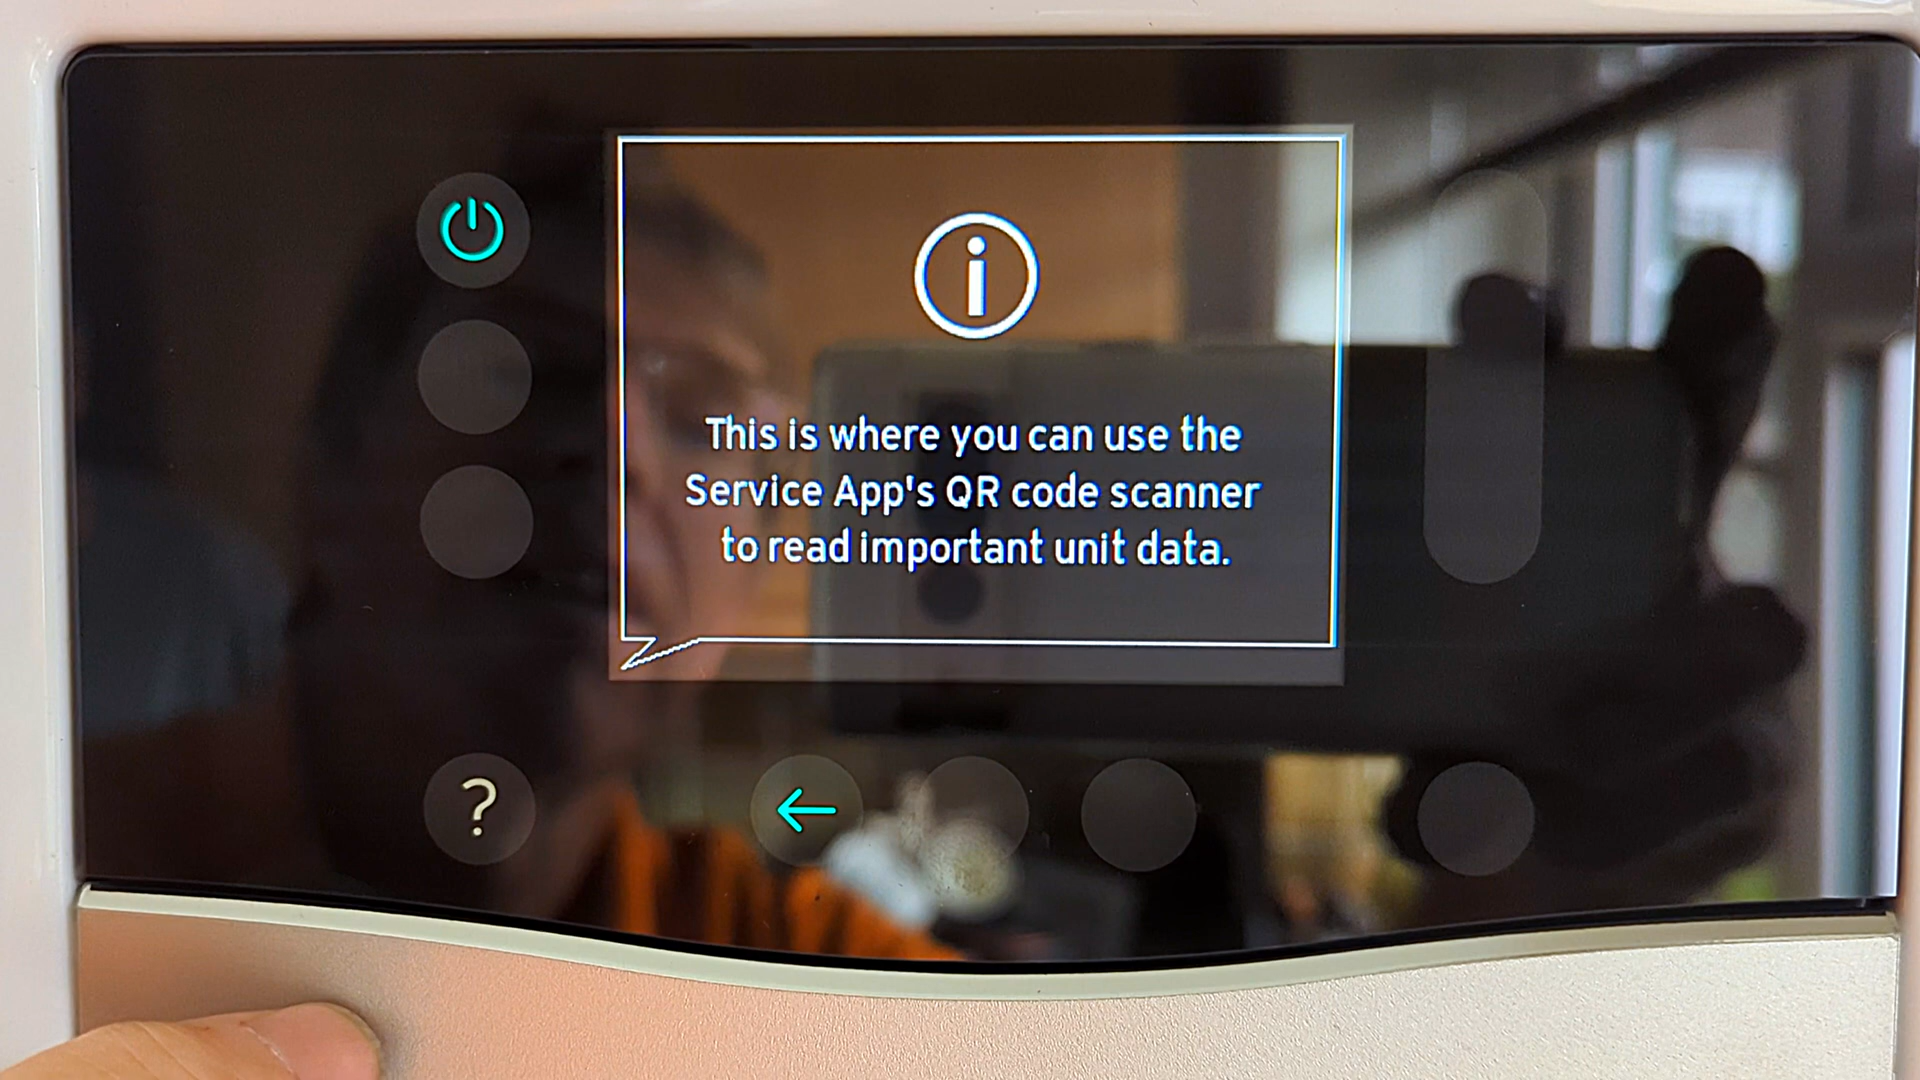 This is where you can use the
Service App's QR code scanner
to read important unit data.
?